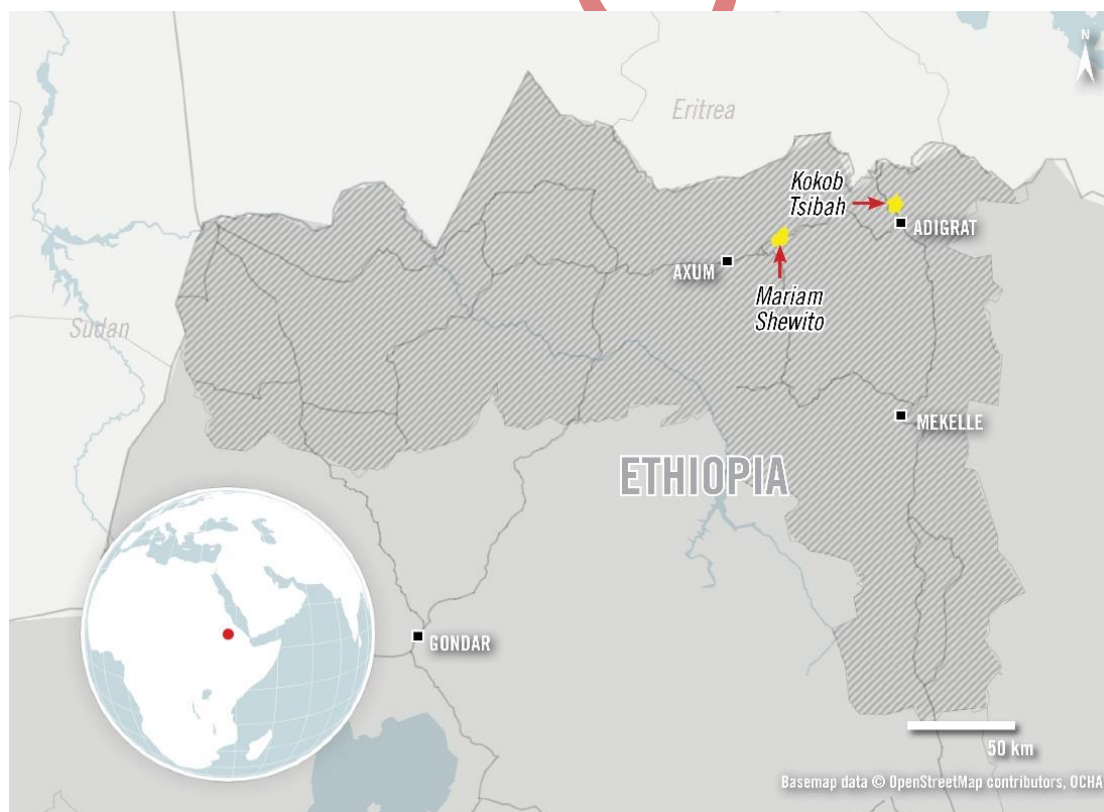 N
Eritrea
Kokob
Tsibah
ADIGRAT
AXUM
Mariam
Shewito
Sudan
MEKELLE
ETHIOPIA
GONDAR
50 km
Basemap data © OpenStreetMap contributors, OCHA